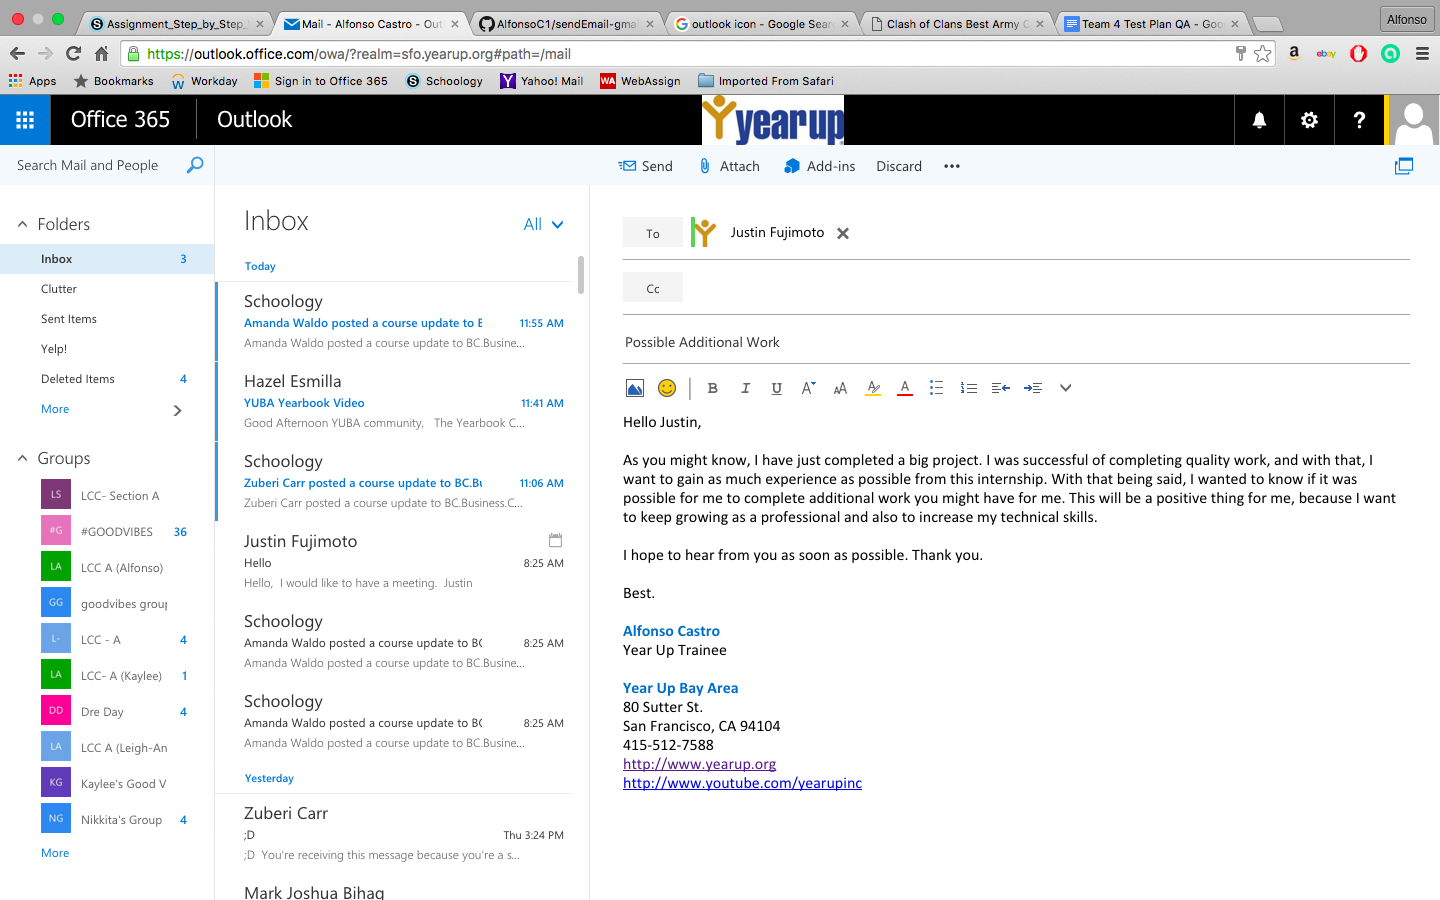 Assignment_Step_by_Step_
Mail - Alfonso Castro - Out
AlfonsoC1/sendEmail-gmai
outlook icon - Google Sear
Clash of Clans Best Army C
Team 4 Test Plan QA - Goo
Alfonso
https://outlook.office.com/owa/?realm=sfo.yearup.org#path=/mail
a
ebay
Apps
Bookmarks
Workday
Sign in to Office 365
Schoology
Yahoo! Mail
WA WebAssign
Imported From Safari
Office 365
Outlook
yearup
?
Search Mail and People
Send
Attach
Add-ins
Discard
•••
Folders
Inbox 3
Clutter
Sent Items
Yelp!
Deleted Items 4
More
Groups
LS LCC- Section A
#G #GOODVIBES 36
LA LCC A (Alfonso)
GG goodvibes group
L- LCC - A 4
LA LCC- A (Kaylee) 1
DD Dre Day 4
LA LCC A (Leigh-An
KG Kaylee's Good V
NG Nikkita's Group 4
More
Inbox
All
Today
Schoology
Amanda Waldo posted a course update to B 11:55 AM
Amanda Waldo posted a course update to BC.Busine...
Hazel Esmilla
YUBA Yearbook Video 11:41 AM
Good Afternoon YUBA community, The Yearbook C...
Schoology
Zuberi Carr posted a course update to BC.Bu 11:06 AM
Zuberi Carr posted a course update to BC.Business.C...
Justin Fujimoto
Hello 8:25 AM
Hello, I would like to have a meeting. Justin
Schoology
Amanda Waldo posted a course update to BC 8:25 AM
Amanda Waldo posted a course update to BC.Busine...
Schoology
Amanda Waldo posted a course update to BC 8:25 AM
Amanda Waldo posted a course update to BC.Busine...
Yesterday
Zuberi Carr
;D Thu 3:24 PM
;D You're receiving this message because you're a s...
Mark Joshua Bihag
To Justin Fujimoto
Cc
Possible Additional Work
B I U A AA A
Hello Justin,
As you might know, I have just completed a big project. I was successful of completing quality work, and with that, I
want to gain as much experience as possible from this internship. With that being said, I wanted to know if it was
possible for me to complete additional work you might have for me. This will be a positive thing for me, because I want
to keep growing as a professional and also to increase my technical skills.
I hope to hear from you as soon as possible. Thank you.
Best.
Alfonso Castro
Year Up Trainee
Year Up Bay Area
80 Sutter St.
San Francisco, CA 94104
415-512-7588
http://www.yearup.org
http://www.youtube.com/yearupinc